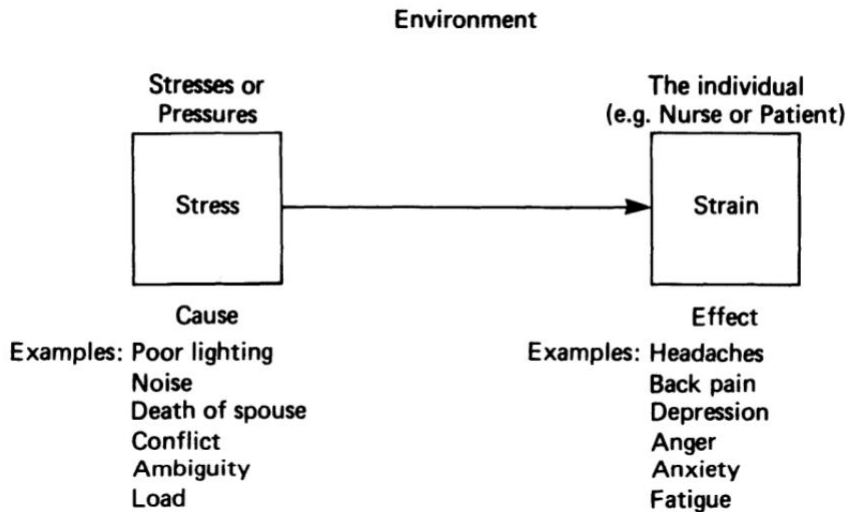 Environment
Stresses or
Pressures
The individual
(e.g. Nurse or Patient)
Stress
Strain
Cause
Effect
Examples: Poor lighting
Noise
Death of spouse
Conflict
Ambiguity
Load
Examples: Headaches
Back pain
Depression
Anger
Anxiety
Fatigue